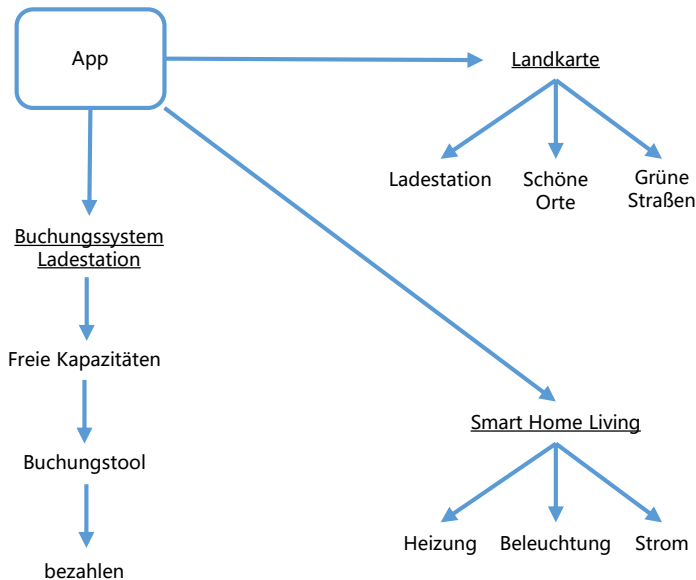 App
Landkarte
Ladestation
Schöne
Orte
Grüne
Straßen
Buchungssystem
Ladestation
Freie Kapazitäten
Buchungstool
bezahlen
Smart Home Living
Heizung
Beleuchtung
Strom